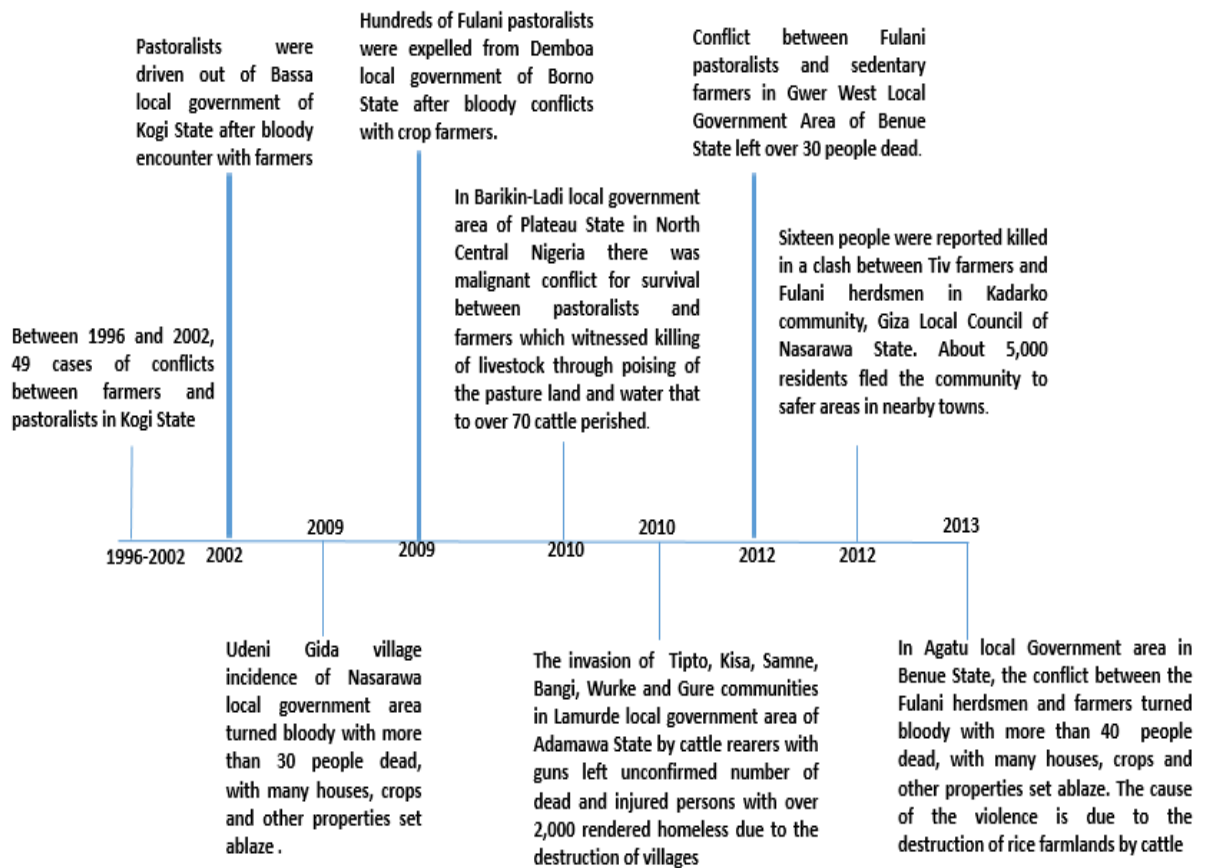 Pastoralists were
driven out of Bassa
local government of
Kogi State after bloody
encounter with farmers
Hundreds of Fulani pastoralists
were expelled from Demboa
local government of Borno
State after bloody conflicts
with crop farmers.
Conflict between Fulani
pastoralists and sedentary
farmers in Gwer West Local
Government Area of Benue
State left over 30 people dead.
In Barikin-Ladi local government
area of Plateau State in North
Central Nigeria there was
malignant conflict for survival
between pastoralists and
farmers which witnessed killing
of livestock through poising of
the pasture land and water that
to over 70 cattle perished.
Sixteen people were reported killed
in a clash between Tiv farmers and
Fulani herdsmen in Kadarko
community, Giza Local Council of
Nasarawa State. About 5,000
residents fled the community to
safer areas in nearby towns.
Between 1996 and 2002,
49 cases of conflicts
between farmers and
pastoralists in Kogi State
2009
2010
2013
1996-2002
2002
2009
2010
2012
2012
Udeni Gida village
incidence of Nasarawa
local government area
turned bloody with more
than 30 people dead,
with many houses, crops
and other properties set
ablaze .
The invasion of Tipto, Kisa, Samne,
Bangi, Wurke and Gure communities
in Lamurde local government area of
Adamawa State by cattle rearers with
guns left unconfirmed number of
dead and injured persons with over
2,000 rendered homeless due to the
destruction of villages
In Agatu local Government area in
Benue State, the conflict between the
Fulani herdsmen and farmers turned
bloody with more than 40 people
dead, with many houses, crops and
other properties set ablaze. The cause
of the violence is due to the
destruction of rice farmlands by cattle